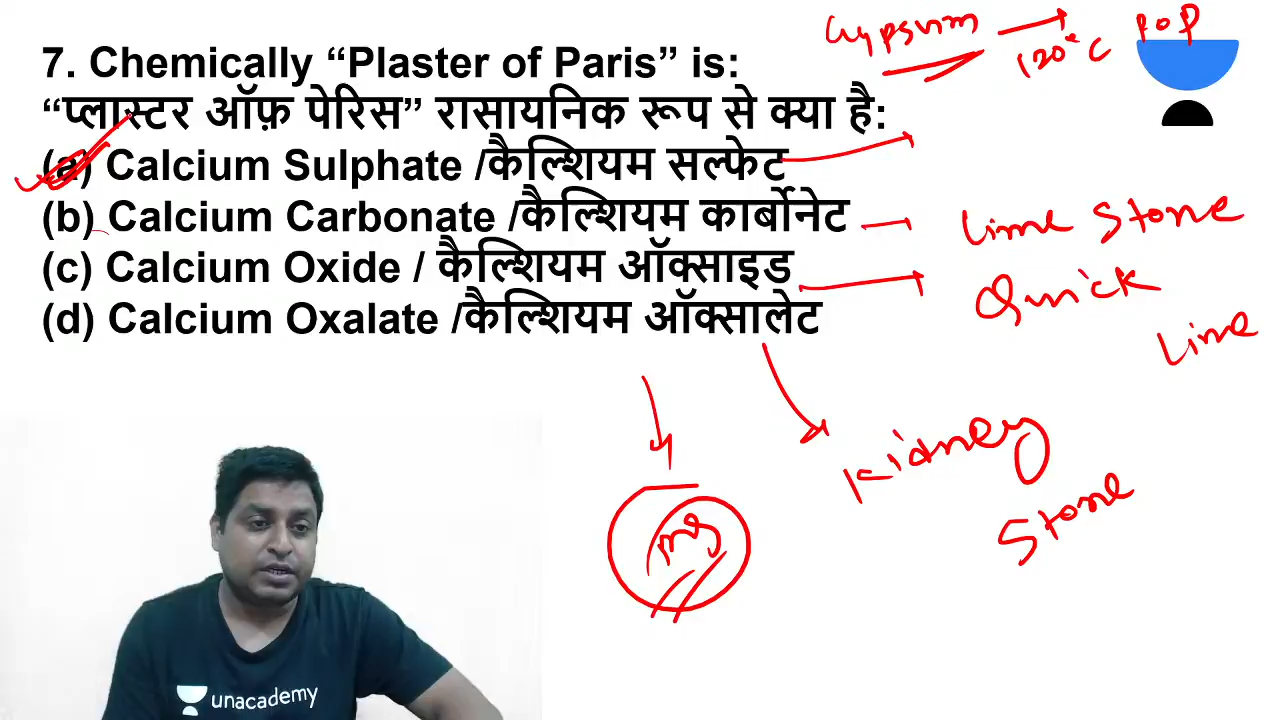 Gypsum → 120°C POP
7. Chemically “Plaster of Paris” is:
“प्लास्टर ऑफ़ पेरिस” रासायनिक रूप से क्या है:
(a) Calcium Sulphate /कैल्शियम सल्फेट
(b) Calcium Carbonate /कैल्शियम कार्बोनेट
Lime Stone
(c) Calcium Oxide / कैल्शियम ऑक्साइड
Quick
Lime
(d) Calcium Oxalate /कैल्शियम ऑक्सालेट
Kidney
Stone
unacademy